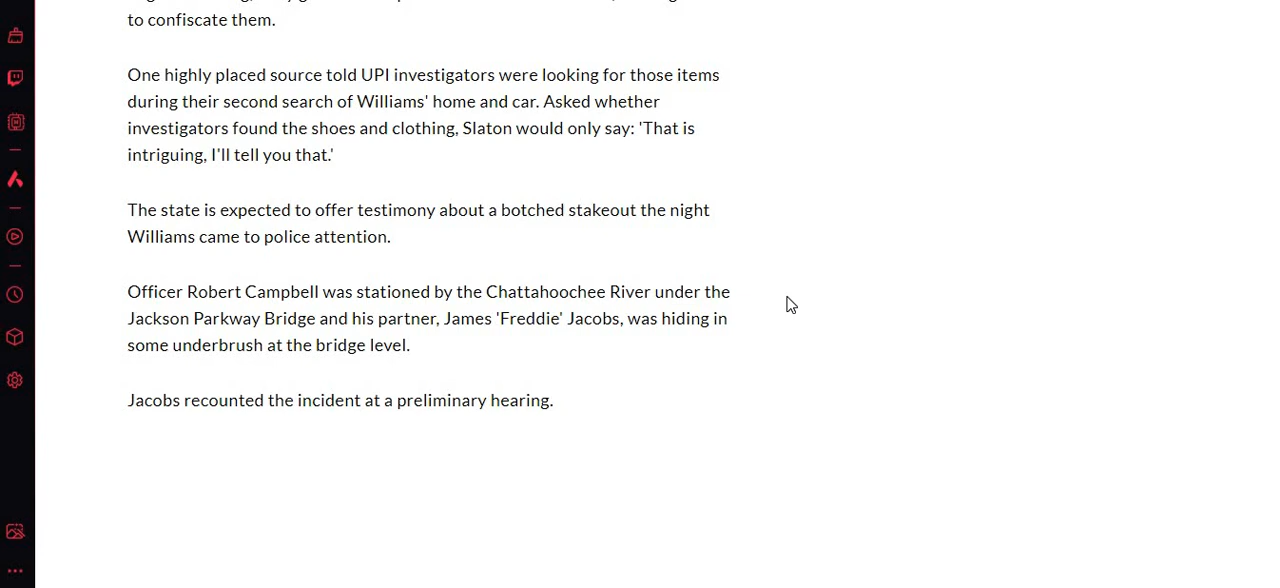 to confiscate them.
One highly placed source told UPI investigators were looking for those items
during their second search of Williams' home and car. Asked whether
investigators found the shoes and clothing, Slaton would only say: 'That is
intriguing, I'll tell you that.'
The state is expected to offer testimony about a botched stakeout the night
Williams came to police attention.
Officer Robert Campbell was stationed by the Chattahoochee River under the
Jackson Parkway Bridge and his partner, James 'Freddie' Jacobs, was hiding in
some underbrush at the bridge level.
Jacobs recounted the incident at a preliminary hearing.